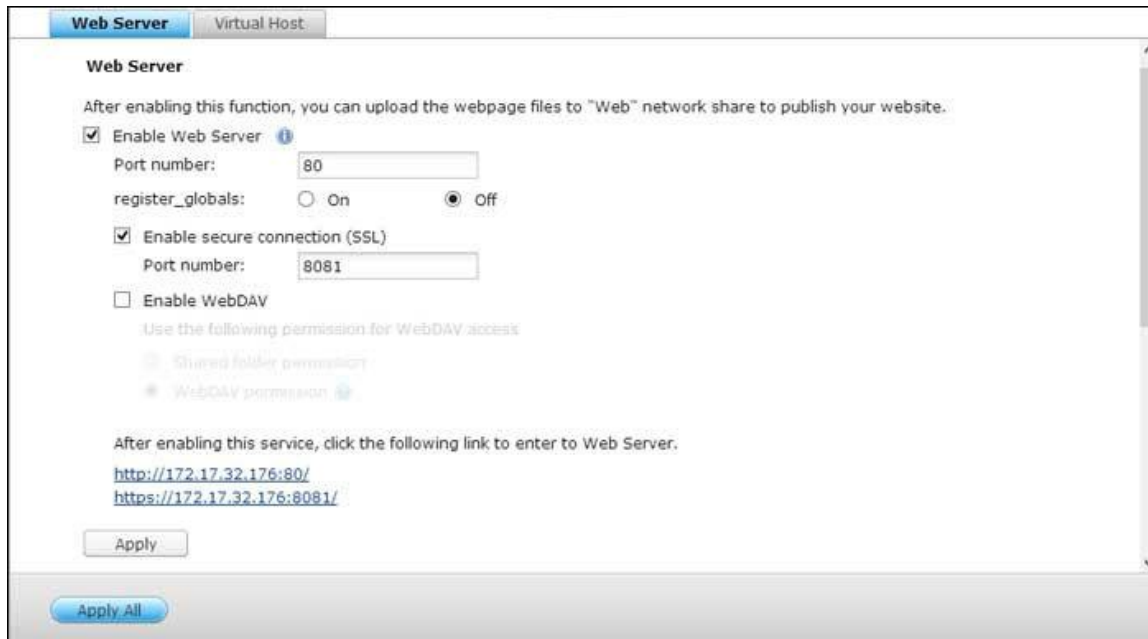 Web Server Virtual Host
Web Server
After enabling this function, you can upload the webpage files to "Web" network share to publish your website.
Enable Web Server
Port number: 80
register_globals: On Off
Enable secure connection (SSL)
Port number: 8081
Enable WebDAV
Use the following permission for WebDAV access
Shared folder permission
WebDAV permission
After enabling this service, click the following link to enter to Web Server.
http://172.17.32.176:80/
https://172.17.32.176:8081/
Apply
Apply All